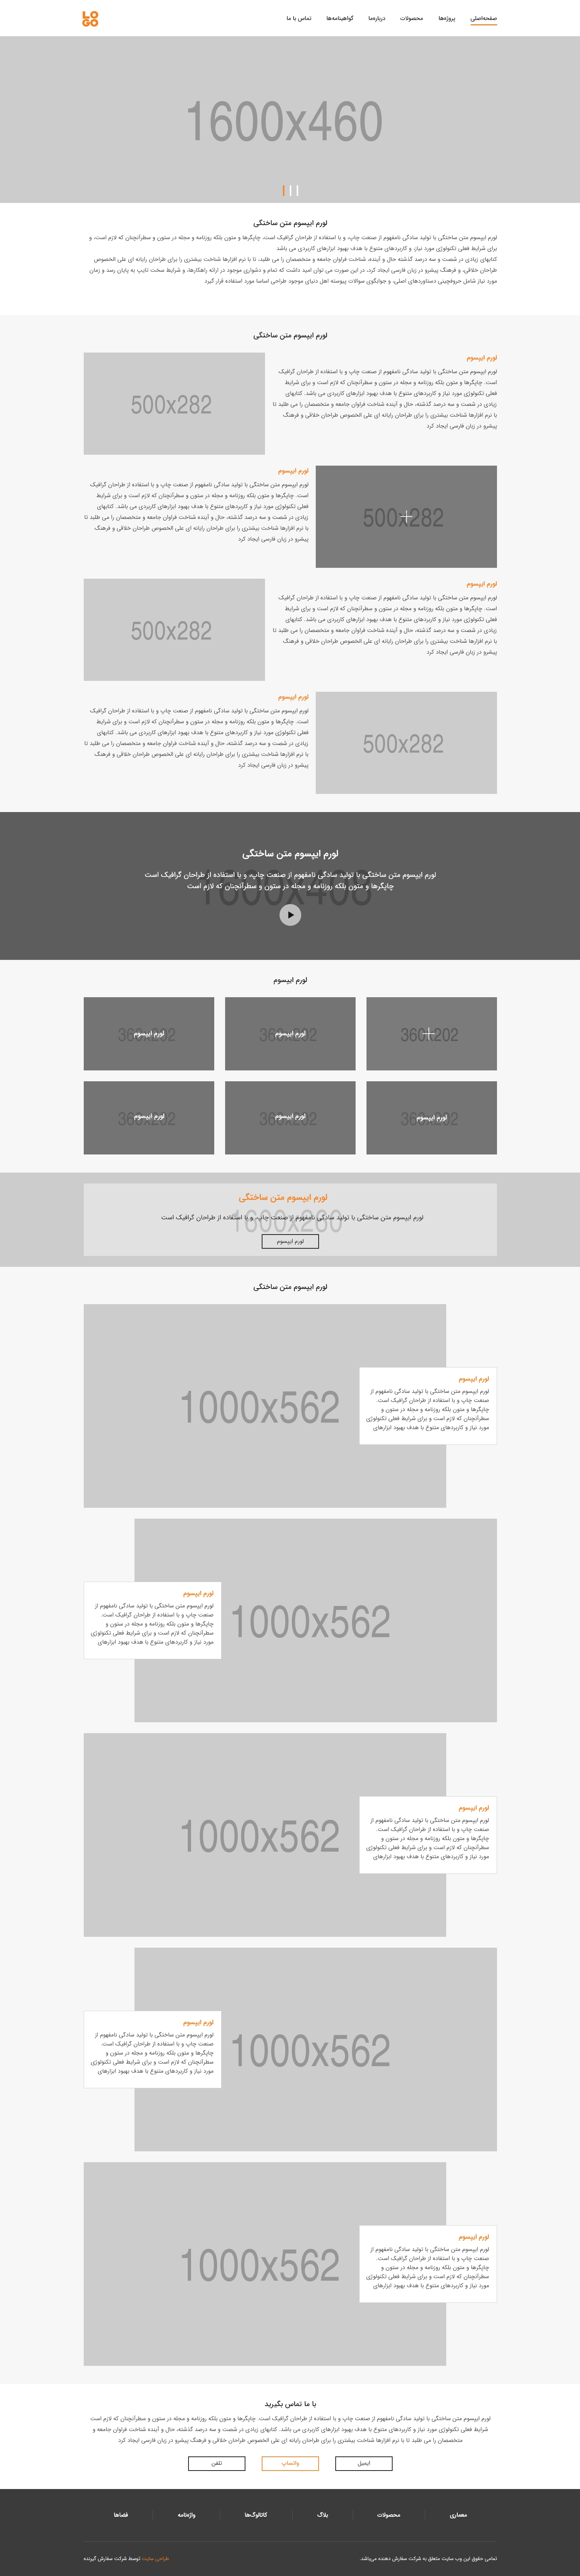 LOGO
صفحه‌اصلی
پروژه‌ها
محصولات
درباره‌ما
گواهینامه‌ها
تماس با ما
1600x460
لورم ایپسوم متن ساختگی
لورم ایپسوم متن ساختگی با تولید سادگی نامفهوم از صنعت چاپ، و با استفاده از طراحان گرافیک است، چاپگرها و متون بلکه روزنامه و مجله در ستون و سطرآنچنان که لازم است، و
برای شرایط فعلی تکنولوژی مورد نیاز، و کاربردهای متنوع با هدف بهبود ابزارهای کاربردی می باشد
کتابهای زیادی در شصت و سه درصد گذشته حال و آینده، شناخت فراوان جامعه و متخصصان را می طلبد، تا با نرم افزارها شناخت بیشتری را برای طراحان رایانه ای علی الخصوص
طراحان خلاقی، و فرهنگ پیشرو در زبان فارسی ایجاد کرد، در این صورت می توان امید داشت که تمام و دشواری موجود در ارائه راهکارها، و شرایط سخت تایپ به پایان رسد و زمان
مورد نیاز شامل حروفچینی دستاوردهای اصلی، و جوابگوی سوالات پیوسته اهل دنیای موجود طراحی اساسا مورد استفاده قرار گیرد
لورم ایپسوم متن ساختگی
لورم ایپسوم
لورم ایپسوم متن ساختگی با تولید سادگی نامفهوم از صنعت چاپ و با استفاده از طراحان گرافیک
است. چاپگرها و متون بلکه روزنامه و مجله در ستون و سطرآنچنان که لازم است و برای شرایط
فعلی تکنولوژی مورد نیاز و کاربردهای متنوع با هدف بهبود ابزارهای کاربردی می باشد. کتابهای
زیادی در شصت و سه درصد گذشته، حال و آینده شناخت فراوان جامعه و متخصصان را می طلبد تا
با نرم افزارها شناخت بیشتری را برای طراحان رایانه ای علی الخصوص طراحان خلاقی و فرهنگ
پیشرو در زبان فارسی ایجاد کرد
500x282
500x282
لورم ایپسوم
لورم ایپسوم متن ساختگی با تولید سادگی نامفهوم از صنعت چاپ و با استفاده از طراحان گرافیک
است. چاپگرها و متون بلکه روزنامه و مجله در ستون و سطرآنچنان که لازم است و برای شرایط
فعلی تکنولوژی مورد نیاز و کاربردهای متنوع با هدف بهبود ابزارهای کاربردی می باشد. کتابهای
زیادی در شصت و سه درصد گذشته، حال و آینده شناخت فراوان جامعه و متخصصان را می طلبد تا
با نرم افزارها شناخت بیشتری را برای طراحان رایانه ای علی الخصوص طراحان خلاقی و فرهنگ
پیشرو در زبان فارسی ایجاد کرد
لورم ایپسوم
لورم ایپسوم متن ساختگی با تولید سادگی نامفهوم از صنعت چاپ و با استفاده از طراحان گرافیک
است. چاپگرها و متون بلکه روزنامه و مجله در ستون و سطرآنچنان که لازم است و برای شرایط
فعلی تکنولوژی مورد نیاز و کاربردهای متنوع با هدف بهبود ابزارهای کاربردی می باشد. کتابهای
زیادی در شصت و سه درصد گذشته، حال و آینده شناخت فراوان جامعه و متخصصان را می طلبد تا
با نرم افزارها شناخت بیشتری را برای طراحان رایانه ای علی الخصوص طراحان خلاقی و فرهنگ
پیشرو در زبان فارسی ایجاد کرد
500x282
500x282
لورم ایپسوم
لورم ایپسوم متن ساختگی با تولید سادگی نامفهوم از صنعت چاپ و با استفاده از طراحان گرافیک
است. چاپگرها و متون بلکه روزنامه و مجله در ستون و سطرآنچنان که لازم است و برای شرایط
فعلی تکنولوژی مورد نیاز و کاربردهای متنوع با هدف بهبود ابزارهای کاربردی می باشد. کتابهای
زیادی در شصت و سه درصد گذشته، حال و آینده شناخت فراوان جامعه و متخصصان را می طلبد تا
با نرم افزارها شناخت بیشتری را برای طراحان رایانه ای علی الخصوص طراحان خلاقی و فرهنگ
پیشرو در زبان فارسی ایجاد کرد
لورم ایپسوم متن ساختگی
لورم ایپسوم متن ساختگی با تولید سادگی نامفهوم از صنعت چاپ، و با استفاده از طراحان گرافیک است
چاپگرها و متون بلکه روزنامه و مجله در ستون و سطرآنچنان که لازم است
1600x408
لورم ایپسوم
360x202
لورم ایپسوم
360x202
لورم ایپسوم
360x202
لورم ایپسوم
360x202
لورم ایپسوم
360x202
لورم ایپسوم
360x202
لورم ایپسوم متن ساختگی
لورم ایپسوم متن ساختگی با تولید سادگی نامفهوم از صنعت چاپ، و با استفاده از طراحان گرافیک است
1600x260
لورم ایپسوم
لورم ایپسوم متن ساختگی
1000x562
لورم ایپسوم
لورم ایپسوم متن ساختگی با تولید سادگی نامفهوم از
صنعت چاپ و با استفاده از طراحان گرافیک است.
چاپگرها و متون بلکه روزنامه و مجله در ستون و
سطرآنچنان که لازم است و برای شرایط فعلی تکنولوژی
مورد نیاز و کاربردهای متنوع با هدف بهبود ابزارهای
1000x562
لورم ایپسوم
لورم ایپسوم متن ساختگی با تولید سادگی نامفهوم از
صنعت چاپ و با استفاده از طراحان گرافیک است.
چاپگرها و متون بلکه روزنامه و مجله در ستون و
سطرآنچنان که لازم است و برای شرایط فعلی تکنولوژی
مورد نیاز و کاربردهای متنوع با هدف بهبود ابزارهای
1000x562
لورم ایپسوم
لورم ایپسوم متن ساختگی با تولید سادگی نامفهوم از
صنعت چاپ و با استفاده از طراحان گرافیک است.
چاپگرها و متون بلکه روزنامه و مجله در ستون و
سطرآنچنان که لازم است و برای شرایط فعلی تکنولوژی
مورد نیاز و کاربردهای متنوع با هدف بهبود ابزارهای
1000x562
لورم ایپسوم
لورم ایپسوم متن ساختگی با تولید سادگی نامفهوم از
صنعت چاپ و با استفاده از طراحان گرافیک است.
چاپگرها و متون بلکه روزنامه و مجله در ستون و
سطرآنچنان که لازم است و برای شرایط فعلی تکنولوژی
مورد نیاز و کاربردهای متنوع با هدف بهبود ابزارهای
1000x562
لورم ایپسوم
لورم ایپسوم متن ساختگی با تولید سادگی نامفهوم از
صنعت چاپ و با استفاده از طراحان گرافیک است.
چاپگرها و متون بلکه روزنامه و مجله در ستون و
سطرآنچنان که لازم است و برای شرایط فعلی تکنولوژی
مورد نیاز و کاربردهای متنوع با هدف بهبود ابزارهای
با ما تماس بگیرید
لورم ایپسوم متن ساختگی با تولید سادگی نامفهوم از صنعت چاپ و با استفاده از طراحان گرافیک است. چاپگرها و متون بلکه روزنامه و مجله در ستون و سطرآنچنان که لازم است
شرایط فعلی تکنولوژی مورد نیاز و کاربردهای متنوع با هدف بهبود ابزارهای کاربردی می باشد. کتابهای زیادی در شصت و سه درصد گذشته، حال و آینده شناخت فراوان جامعه و
متخصصان را می طلبد تا با نرم افزارها شناخت بیشتری را برای طراحان رایانه ای علی الخصوص طراحان خلاقی و فرهنگ پیشرو در زبان فارسی ایجاد کرد
ایمیل
واتساپ
تلفن
معماری
محصولات
بلاگ
کاتالوگ‌ها
واژه‌نامه
فضاها
تمامی حقوق این وب سایت متعلق به شرکت سفارش دهنده می‌باشد.
طراحی سایت توسط شرکت سفارش گیرنده